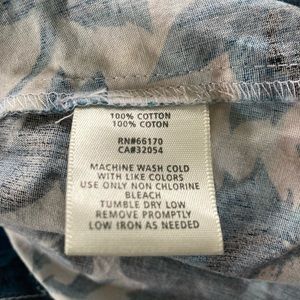 100% COTTON
100% COTON
RN#66170
CA#32054
MACHINE WASH COLD
WITH LIKE COLORS
USE ONLY NON CHLORINE
BLEACH
TUMBLE DRY LOW
REMOVE PROMPTLY
LOW IRON AS NEEDED